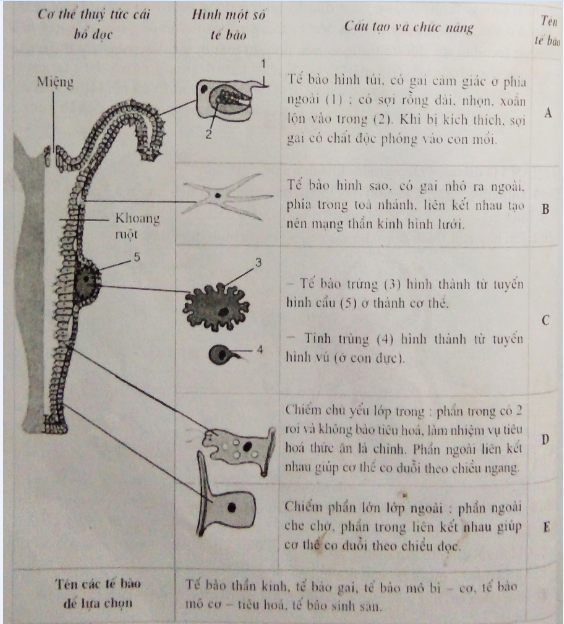 Cơ thể thuỷ tức cái
bổ dọc
Hình một số
tế bào
Cấu tạo và chức năng
Tên
tế bào
Miệng
Khoang
ruột
5
1
2
Tế bào hình túi, có gai cảm giác ở phía
ngoài (1) ; có sợi rỗng dài, nhọn, xoắn
lộn vào trong (2). Khi bị kích thích, sợi
gai có chất độc phóng vào con mồi.
A
Tế bào hình sao, có gai nhô ra ngoài,
phía trong toả nhánh, liên kết nhau tạo
nên mạng thần kinh hình lưới.
B
3
4
– Tế bào trứng (3) hình thành từ tuyến
hình cầu (5) ở thành cơ thể.
– Tinh trùng (4) hình thành từ tuyến
hình vú (ở con đực).
C
Chiếm chủ yếu lớp trong : phần trong có 2
roi và không bào tiêu hoá, làm nhiệm vụ tiêu
hoá thức ăn là chính. Phần ngoài liên kết
nhau giúp cơ thể co duỗi theo chiều ngang.
D
Chiếm phần lớn lớp ngoài : phần ngoài
che chở, phần trong liên kết nhau giúp
cơ thể co duỗi theo chiều dọc.
E
Tên các tế bào
để lựa chọn
Tế bào thần kinh, tế bào gai, tế bào mô bì – cơ, tế bào
mô cơ – tiêu hoá, tế bào sinh sản.